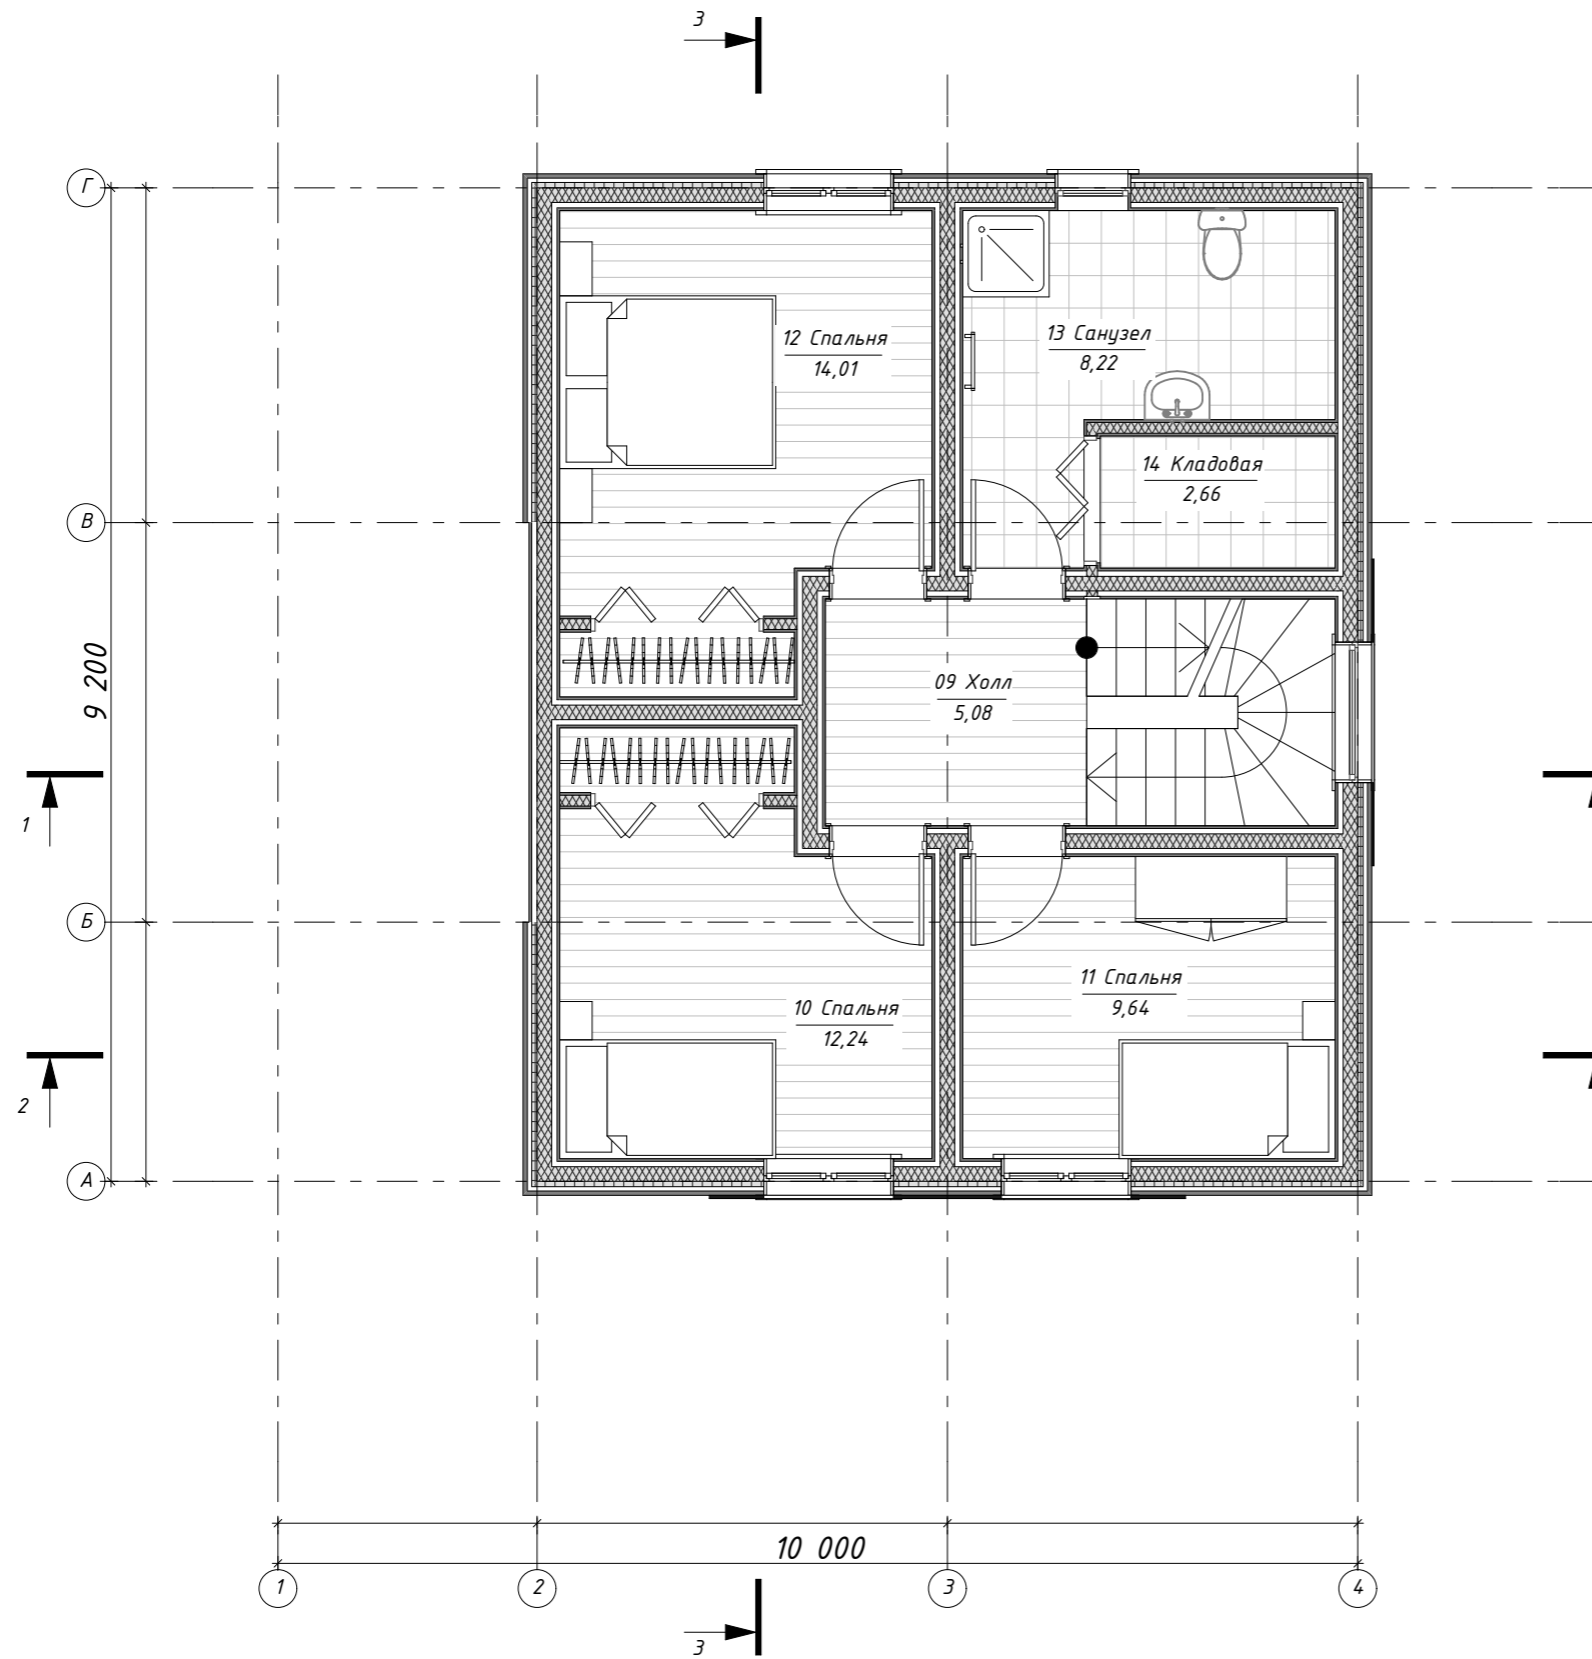 3
Г
12 Спальня
14,01
13 Санузел
8,22
14 Кладовая
2,66
В
9 200
09 Холл
5,08
1
Б
11 Спальня
9,64
10 Спальня
12,24
2
А
10 000
1
2
3
4
3